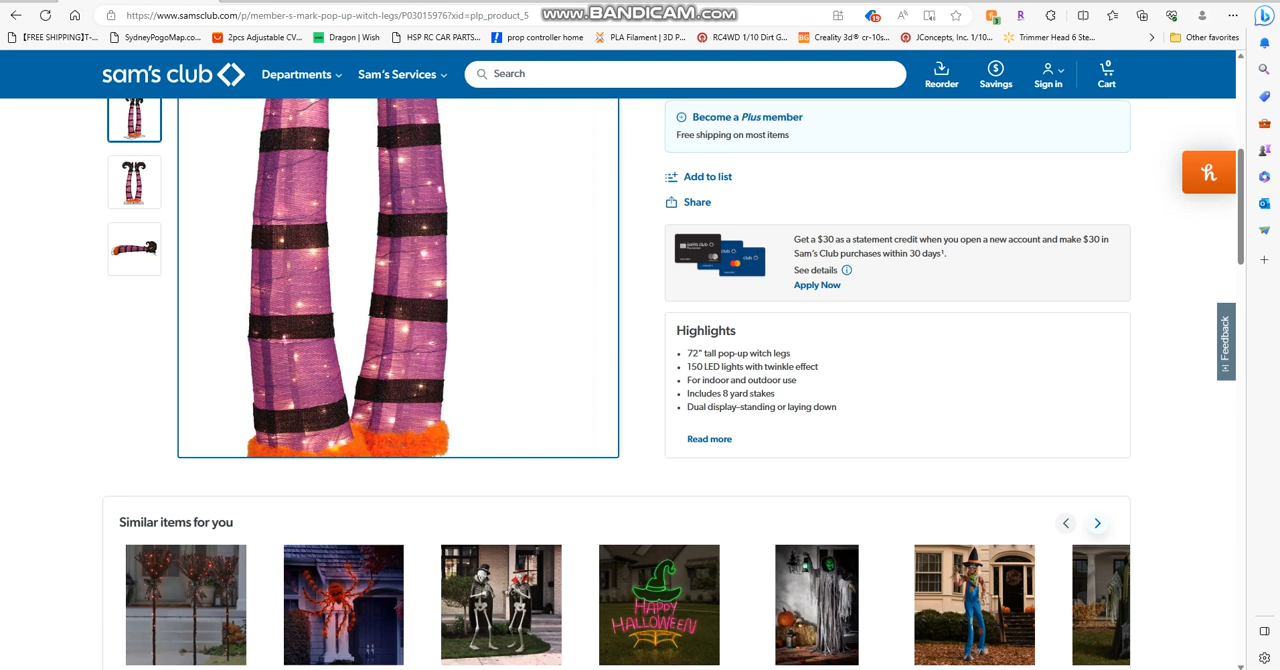 https://www.samsclub.com/p/member-s-mark-pop-up-witch-legs/P03015976?xid=plp_product_5
www.BANDICAM.com
19
3
【FREE SHIPPING】T-...
SydneyPogoMap.co...
2pcs Adjustable CV...
Dragon | Wish
HSP RC CAR PARTS...
prop controller home
PLA Filament | 3D P...
RC4WD 1/10 Dirt G...
Creality 3d® cr-10s...
JConcepts, Inc. 1/10...
Trimmer Head 6 Ste...
Other favorites
sam's club
Departments
Sam's Services
Search
Reorder
Savings
Sign in
0
Cart
Become a Plus member
Free shipping on most items
Add to list
Share
Get a $30 as a statement credit when you open a new account and make $30 in
Sam's Club purchases within 30 days¹.
See details
Apply Now
Highlights
72" tall pop-up witch legs
150 LED lights with twinkle effect
For indoor and outdoor use
Includes 8 yard stakes
Dual display–standing or laying down
Read more
Feedback
Similar items for you
HAPPY
HALLOWEEN